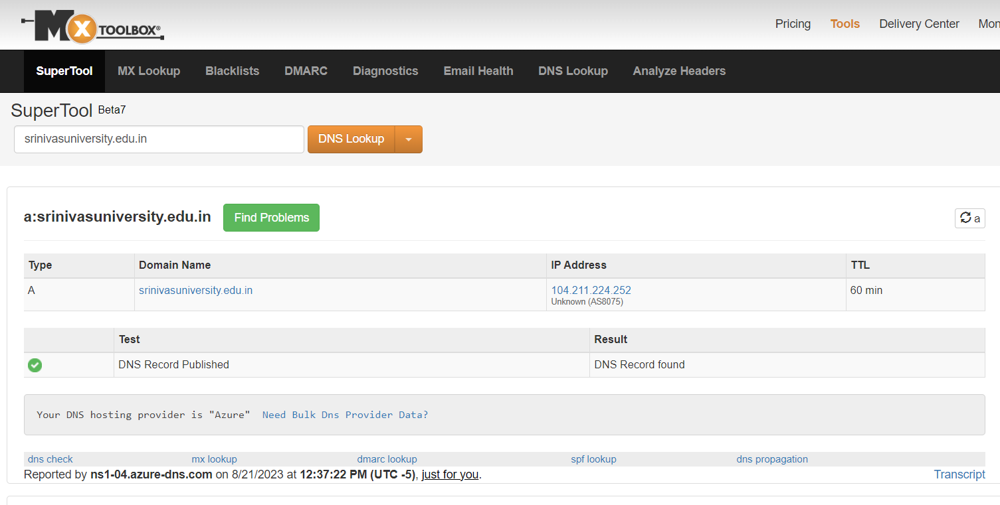 MX TOOLBOX®
Pricing Tools Delivery Center Mon
SuperTool MX Lookup Blacklists DMARC Diagnostics Email Health DNS Lookup Analyze Headers
SuperTool Beta7
srinivasuniversity.edu.in DNS Lookup
a:srinivasuniversity.edu.in Find Problems a
Type Domain Name IP Address TTL
A srinivasuniversity.edu.in 104.211.224.252 60 min
Unknown (AS8075)
Test Result
DNS Record Published DNS Record found
Your DNS hosting provider is "Azure" Need Bulk Dns Provider Data?
dns check mx lookup dmarc lookup spf lookup dns propagation
Reported by ns1-04.azure-dns.com on 8/21/2023 at 12:37:22 PM (UTC -5), just for you. Transcript